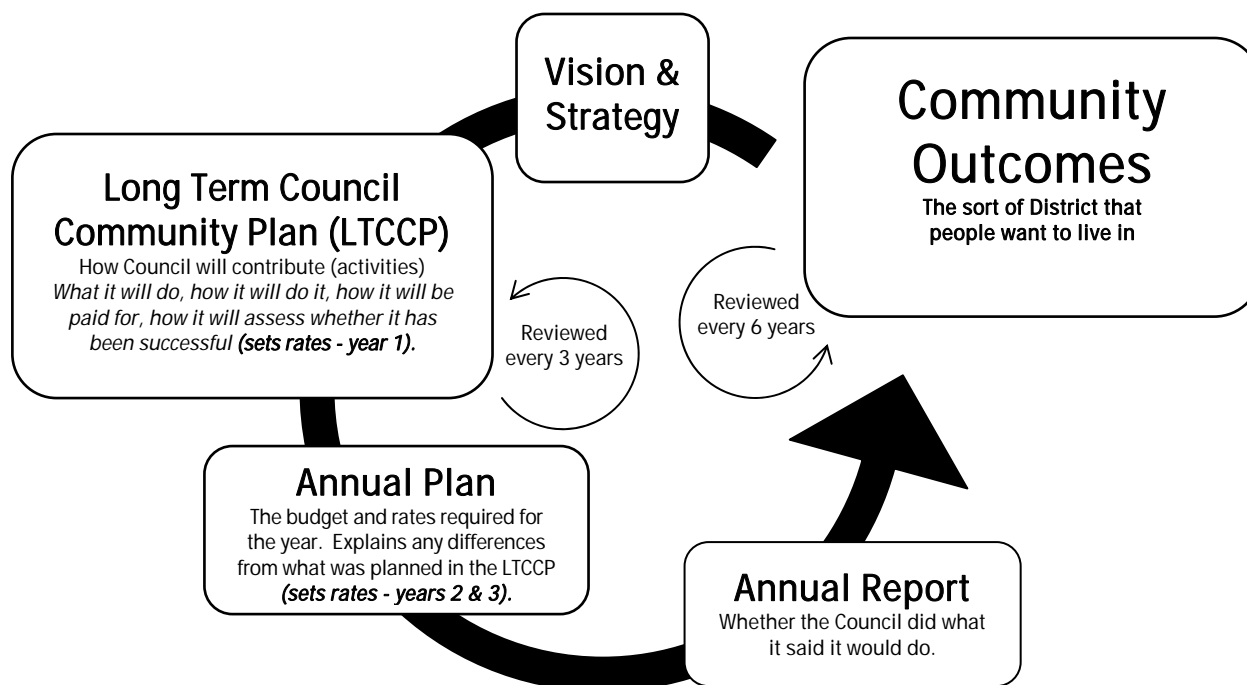 Vision &
Strategy
Community
Outcomes
The sort of District that
people want to live in
Long Term Council
Community Plan (LTCCP)
How Council will contribute (activities)
What it will do, how it will do it, how it will be
paid for, how it will assess whether it has
been successful (sets rates - year 1).
Reviewed
every 3 years
Reviewed
every 6 years
Annual Plan
The budget and rates required for
the year.  Explains any differences
from what was planned in the LTCCP
(sets rates - years 2 & 3).
Annual Report
Whether the Council did what
it said it would do.